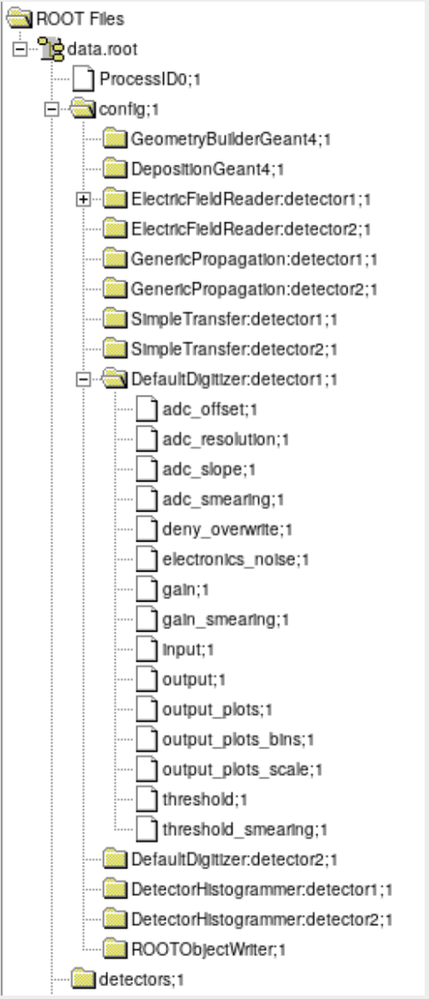 ROOT Files
data.root
ProcessID0;1
config;1
GeometryBuilderGeant4;1
DepositionGeant4;1
ElectricFieldReader:detector1;1
ElectricFieldReader:detector2;1
GenericPropagation:detector1;1
GenericPropagation:detector2;1
SimpleTransfer:detector1;1
SimpleTransfer:detector2;1
DefaultDigitizer:detector1;1
adc_offset;1
adc_resolution;1
adc_slope;1
adc_smearing;1
deny_overwrite;1
electronics_noise;1
gain;1
gain_smearing;1
input;1
output;1
output_plots;1
output_plots_bins;1
output_plots_scale;1
threshold;1
threshold_smearing;1
DefaultDigitizer:detector2;1
DetectorHistogrammer:detector1;1
DetectorHistogrammer:detector2;1
ROOTObjectWriter;1
detectors;1